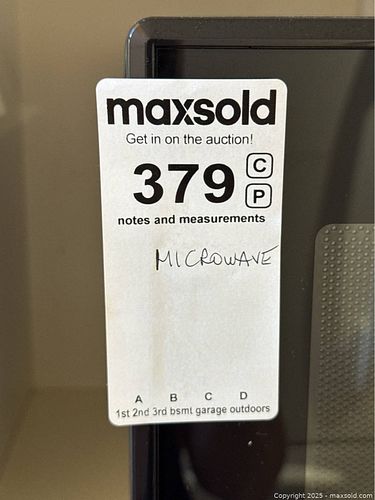 maxsold
Get in on the auction!
379 C
P
notes and measurements
MICROWAVE
A B C D
1st 2nd 3rd bsmt garage outdoors
Copyright 2025 - maxsold.com